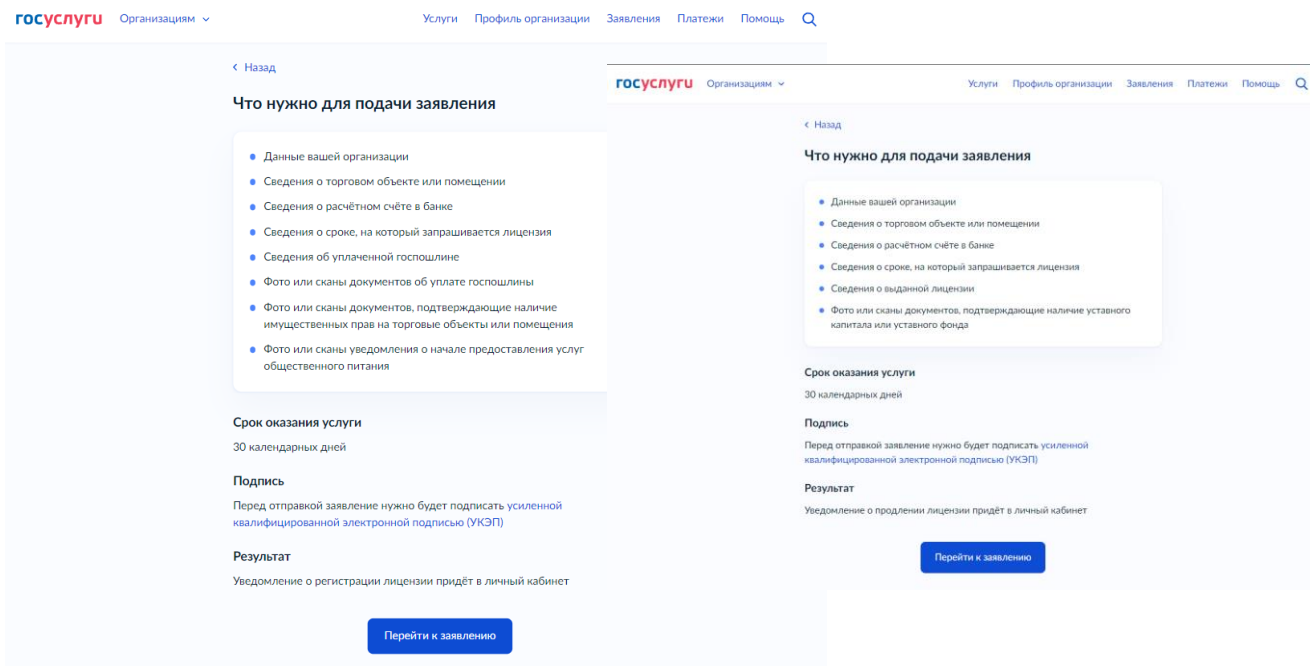 госуслуги Организациям Услуги Профиль организации Заявления Платежи Помощь
Назад
Что нужно для подачи заявления
Данные вашей организации
Сведения о торговом объекте или помещении
Сведения о расчётном счёте в банке
Сведения о сроке, на который запрашивается лицензия
Сведения об уплаченной госпошлине
Фото или сканы документов об уплате госпошлины
Фото или сканы документов, подтверждающие наличие
имущественных прав на торговые объекты или помещения
Фото или сканы уведомления о начале предоставления услуг
общественного питания
Срок оказания услуги
30 календарных дней
Подпись
Перед отправкой заявление нужно будет подписать усиленной
квалифицированной электронной подписью (УКЭП)
Результат
Уведомление о регистрации лицензии придёт в личный кабинет
Перейти к заявлению
госуслуги Организациям Услуги Профиль организации Заявления Платежи Помощь
Назад
Что нужно для подачи заявления
Данные вашей организации
Сведения о торговом объекте или помещении
Сведения о расчётном счёте в банке
Сведения о сроке, на который запрашивается лицензия
Сведения о выданной лицензии
Фото или сканы документов, подтверждающие наличие уставного
капитала или уставного фонда
Срок оказания услуги
30 календарных дней
Подпись
Перед отправкой заявление нужно будет подписать усиленной
квалифицированной электронной подписью (УКЭП)
Результат
Уведомление о продлении лицензии придёт в личный кабинет
Перейти к заявлению